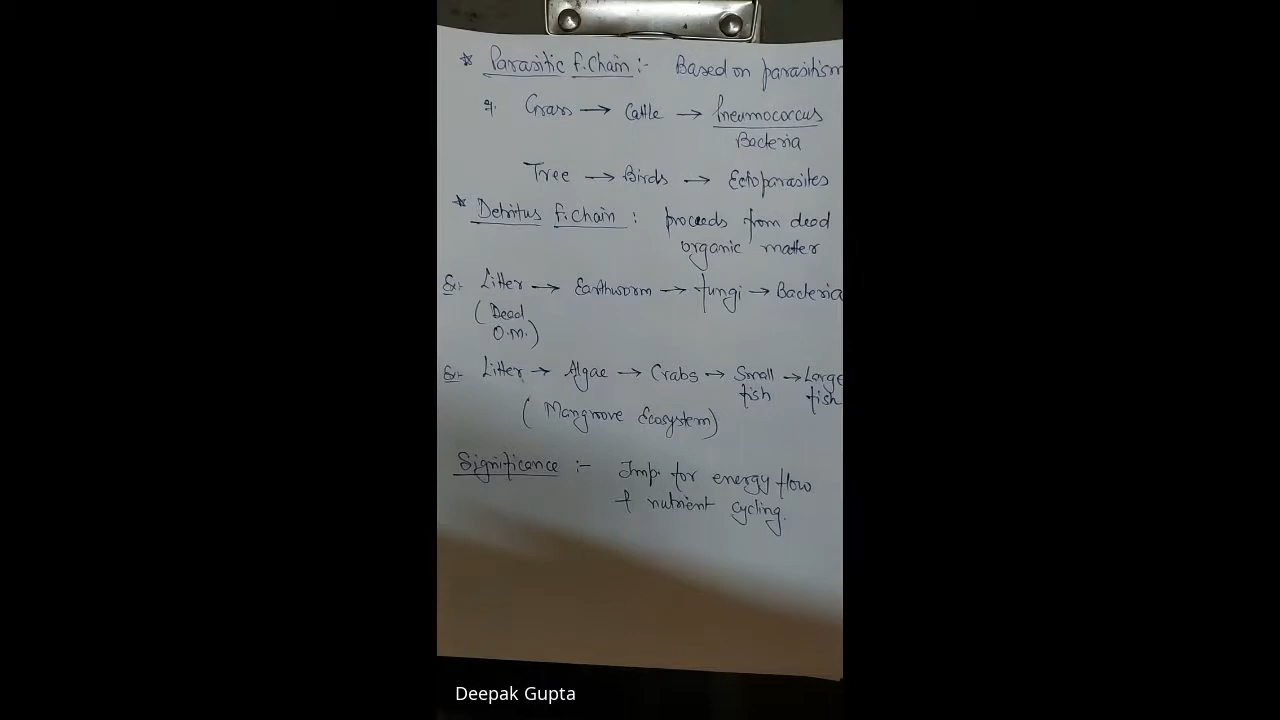 * Parasitic f. Chain :- Based on parasitism
eg. Grass → Cattle → Pneumococcus
Bacteria
Tree → Birds → Ectoparasites
* Detritus f. Chain : proceeds from dead
organic matter
Ex:- Litter → Earthworm → fungi → Bacteria
(Dead
O.M.)
Ex:- Litter → Algae → Crabs → Small → Large
fish fish
(Mangrove Ecosystem)
Significance :- Imp. for energy flow
& nutrient cycling.
Deepak Gupta